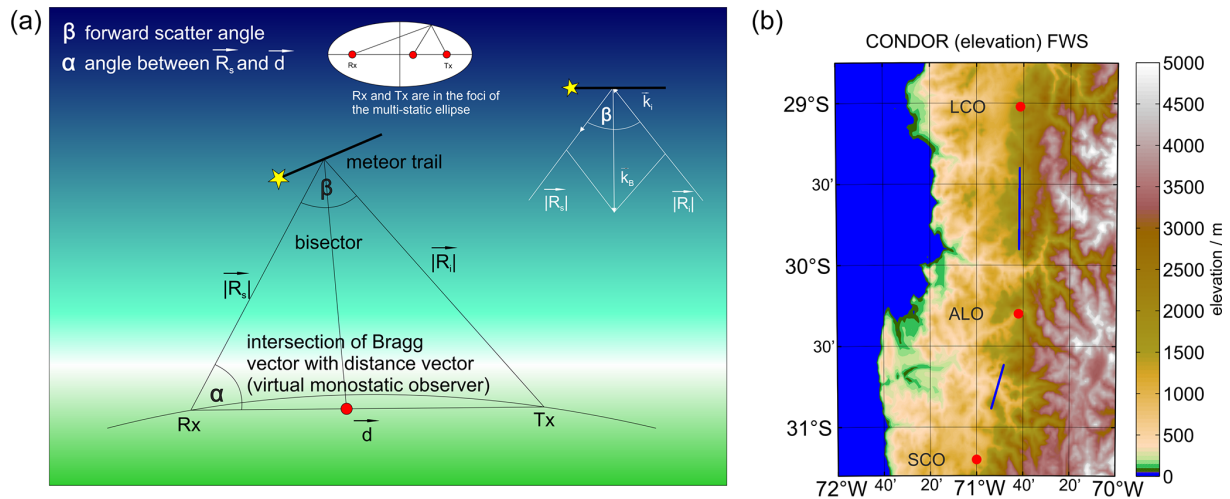 (a)
β forward scatter angle
α angle between R⃗s and d⃗
Rx
Tx
Rx and Tx are in the foci of
the multi-static ellipse
meteor trail
β
bisector
|R⃗s|
|R⃗i|
intersection of Bragg
vector with distance vector
(virtual monostatic observer)
α
Rx
d⃗
Tx
k̄i
β
k̄B
|R⃗s|
|R⃗i|
(b)
CONDOR (elevation) FWS
29°S
30'
30°S
30'
31°S
LCO
ALO
SCO
72°W
40'
20'
71°W
40'
20'
70°W
5000
4500
4000
3500
3000
2500
2000
1500
1000
500
0
elevation / m